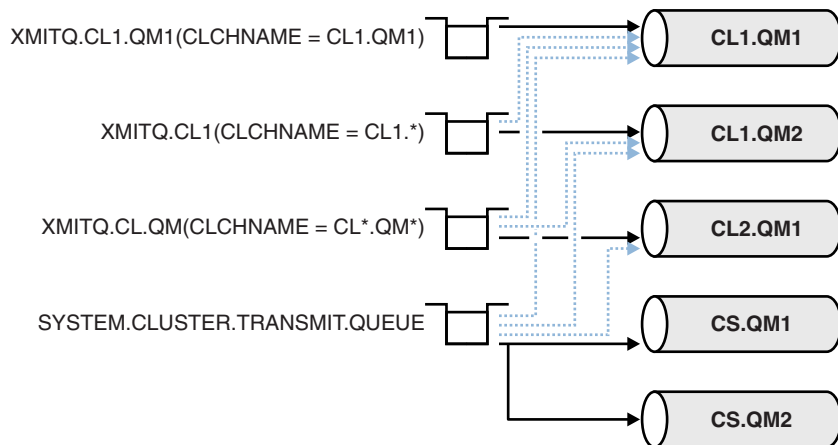 XMITQ.CL1.QM1(CLCHNAME = CL1.QM1)
CL1.QM1
XMITQ.CL1(CLCHNAME = CL1.*)
CL1.QM2
XMITQ.CL.QM(CLCHNAME = CL*.QM*)
CL2.QM1
SYSTEM.CLUSTER.TRANSMIT.QUEUE
CS.QM1
CS.QM2